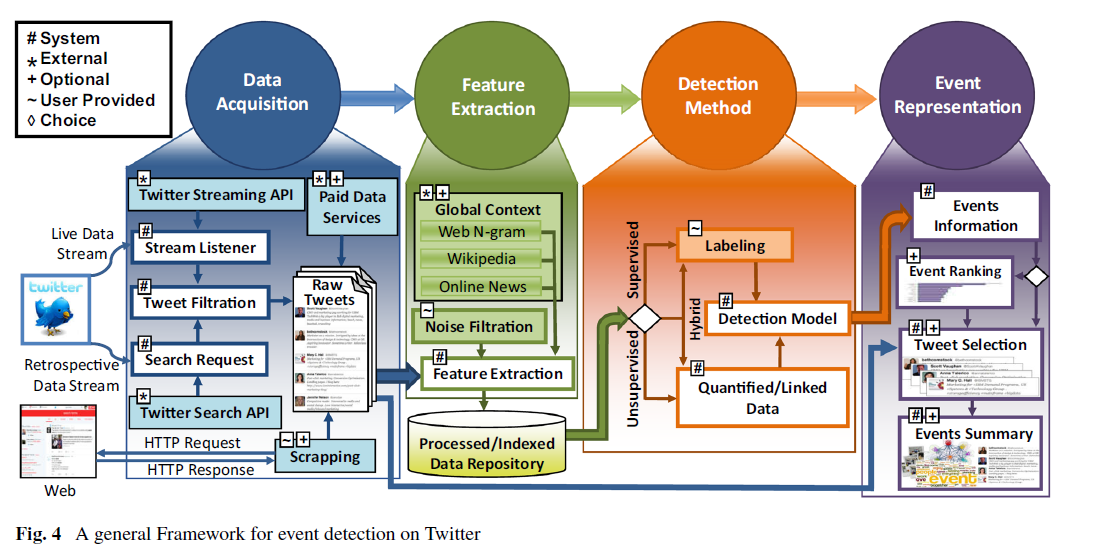 # System
* External
+ Optional
~ User Provided
◊ Choice
Data
Acquisition
Feature
Extraction
Detection
Method
Event
Representation
*
Twitter Streaming API
* +
Paid Data
Services
Live Data
Stream
#
Stream Listener
twitter
#
Tweet Filtration
Raw
Tweets
#
Search Request
Retrospective
Data Stream
*
Twitter Search API
HTTP Request
HTTP Response
Web
~ +
Scrapping
* +
Global Context
Web N-gram
Wikipedia
Online News
~
Noise Filtration
#
Feature Extraction
Processed/Indexed
Data Repository
Supervised
Unsupervised
Hybrid
~
Labeling
#
Detection Model
#
Quantified/Linked
Data
#
Events
Information
+
Event Ranking
# +
Tweet Selection
# +
Events Summary
event
Fig. 4 A general Framework for event detection on Twitter